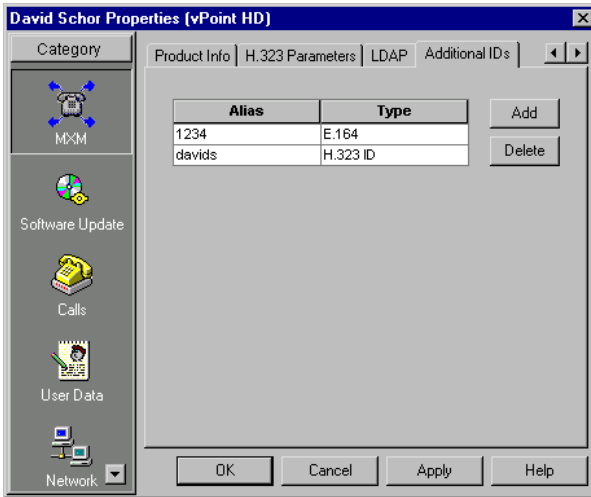 David Schor Properties (vPoint HD)
Category
MXM
Software Update
Calls
User Data
Network
Product Info
H.323 Parameters
LDAP
Additional IDs
Alias Type
1234 E.164
davids H.323 ID
Add
Delete
OK Cancel Apply Help